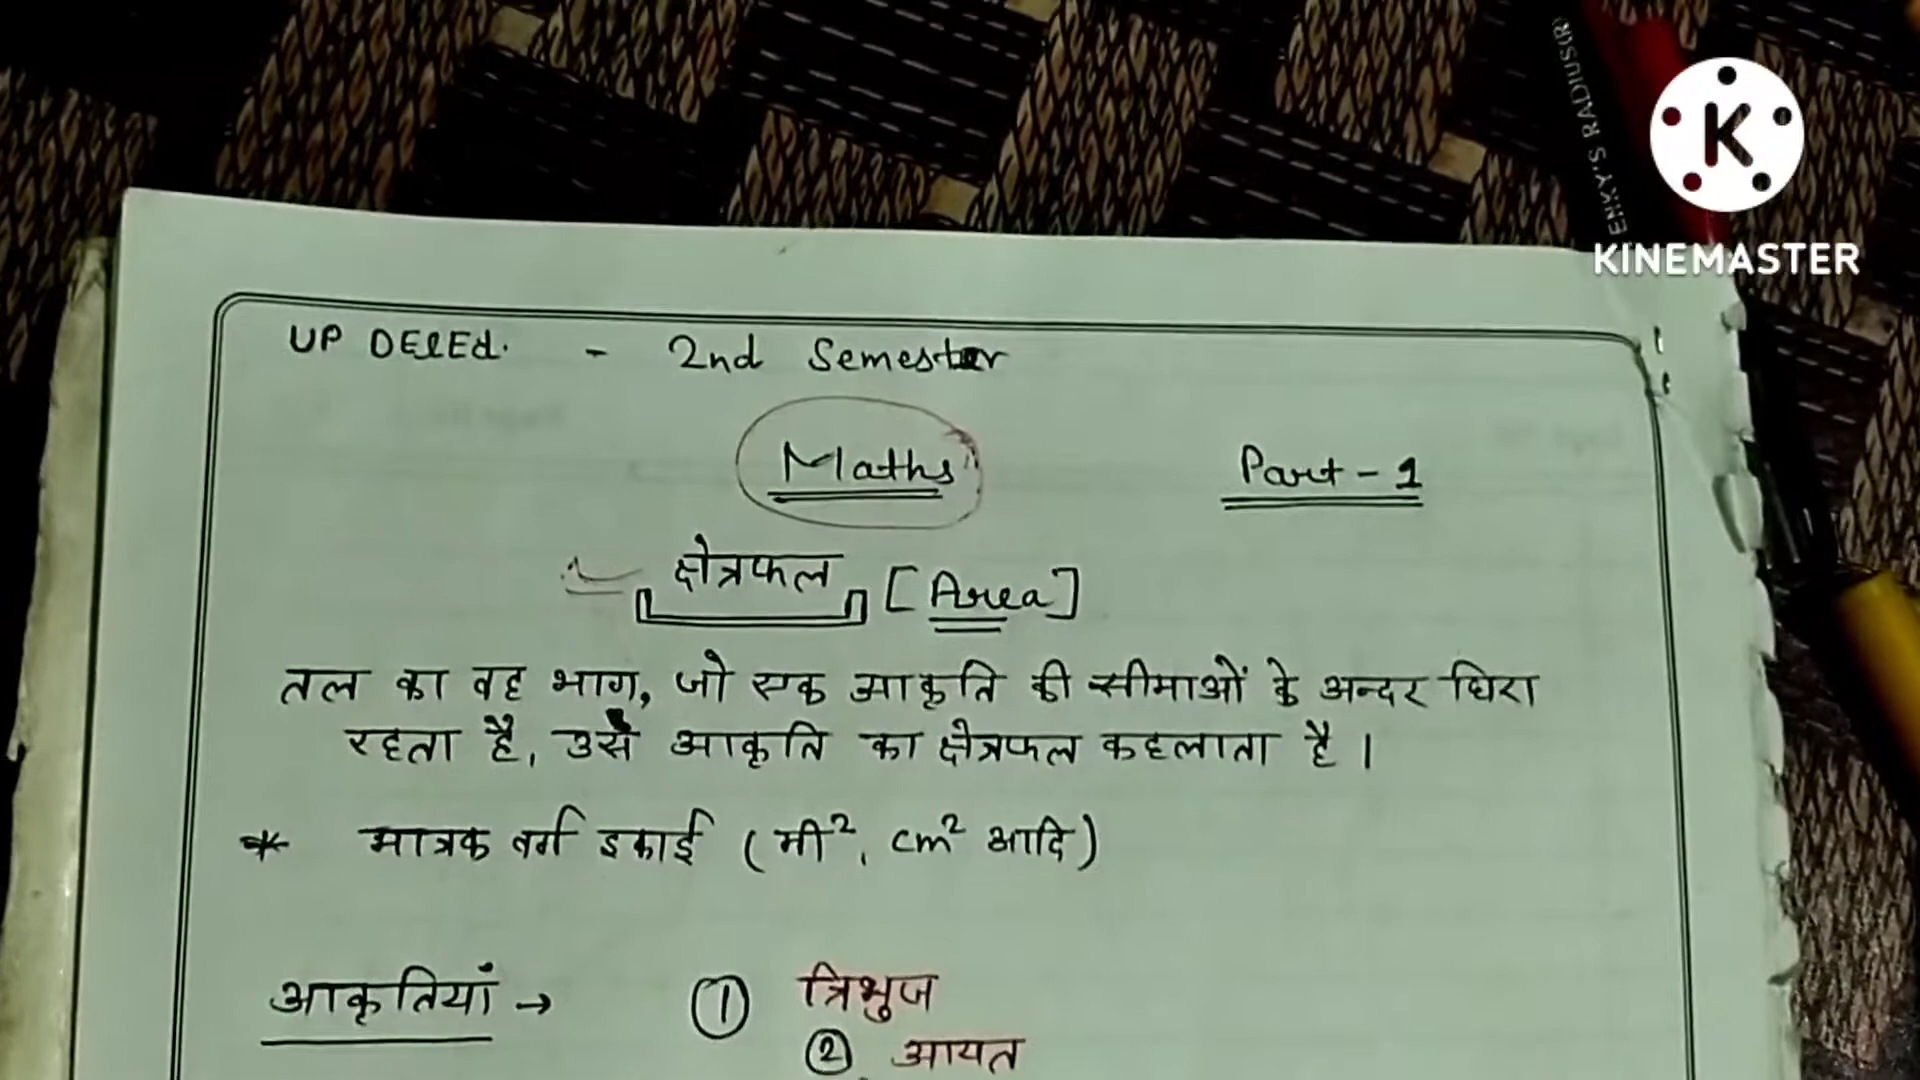 K
KINEMASTER
UP DElEd. - 2nd Semester
Maths
Part - 1
क्षेत्रफल [Area]
तल का वह भाग, जो एक आकृति की सीमाओं के अन्दर घिरा
रहता है, उसे आकृति का क्षेत्रफल कहलाता है ।
* मात्रक वर्ग इकाई (मी², cm² आदि)
आकृतियाँ → ① त्रिभुज
② आयत